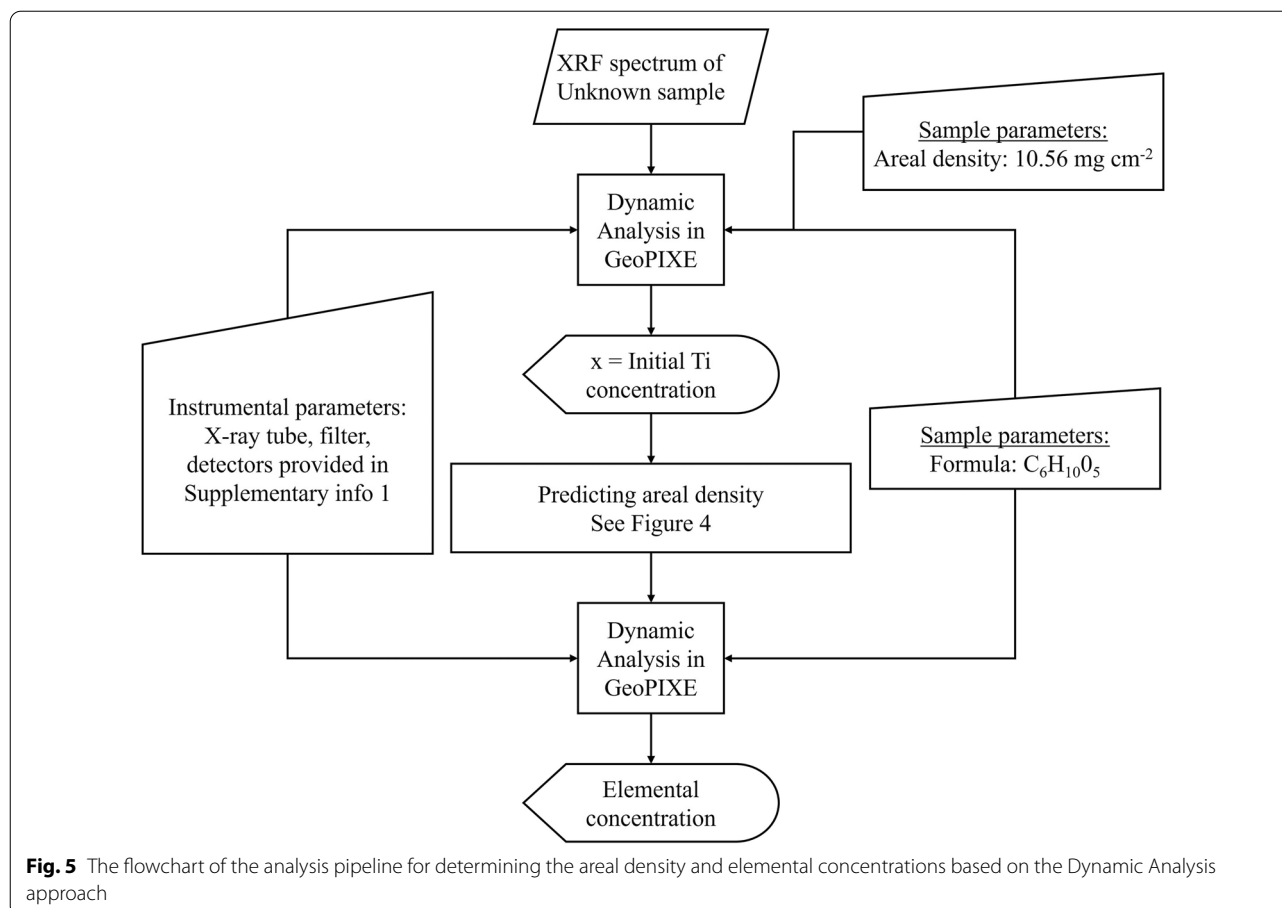 XRF spectrum of
Unknown sample
Sample parameters:
Areal density: 10.56 mg cm-2
Dynamic
Analysis in
GeoPIXE
x = Initial Ti
concentration
Instrumental parameters:
X-ray tube, filter,
detectors provided in
Supplementary info 1
Sample parameters:
Formula: C6H1005
Predicting areal density
See Figure 4
Dynamic
Analysis in
GeoPIXE
Elemental
concentration
Fig. 5 The flowchart of the analysis pipeline for determining the areal density and elemental concentrations based on the Dynamic Analysis
approach